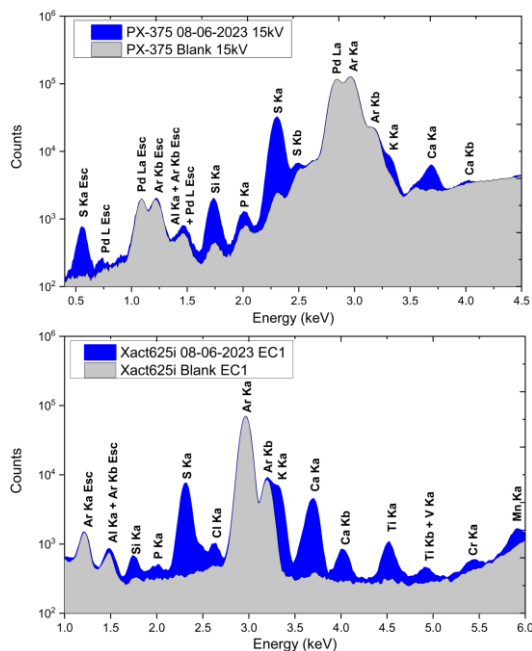 PX-375 08-06-2023 15kV
PX-375 Blank 15kV
Counts
10^6
10^5
10^4
10^3
10^2
S Ka Esc
Pd L Esc
Pd La Esc
Ar Kb Esc
Al Ka + Ar Kb Esc
+ Pd L Esc
Si Ka
P Ka
S Ka
S Kb
Pd La
Ar Ka
Ar Kb
K Ka
Ca Ka
Ca Kb
0.5 1.0 1.5 2.0 2.5 3.0 3.5 4.0 4.5
Energy (keV)
Xact625i 08-06-2023 EC1
Xact625i Blank EC1
Counts
10^6
10^5
10^4
10^3
10^2
Ar Ka Esc
Al Ka + Ar Kb Esc
Si Ka
P Ka
S Ka
Cl Ka
Ar Ka
Ar Kb
K Ka
Ca Ka
Ca Kb
Ti Ka
Ti Kb + V Ka
Cr Ka
Mn Ka
1.0 1.5 2.0 2.5 3.0 3.5 4.0 4.5 5.0 5.5 6.0
Energy (keV)